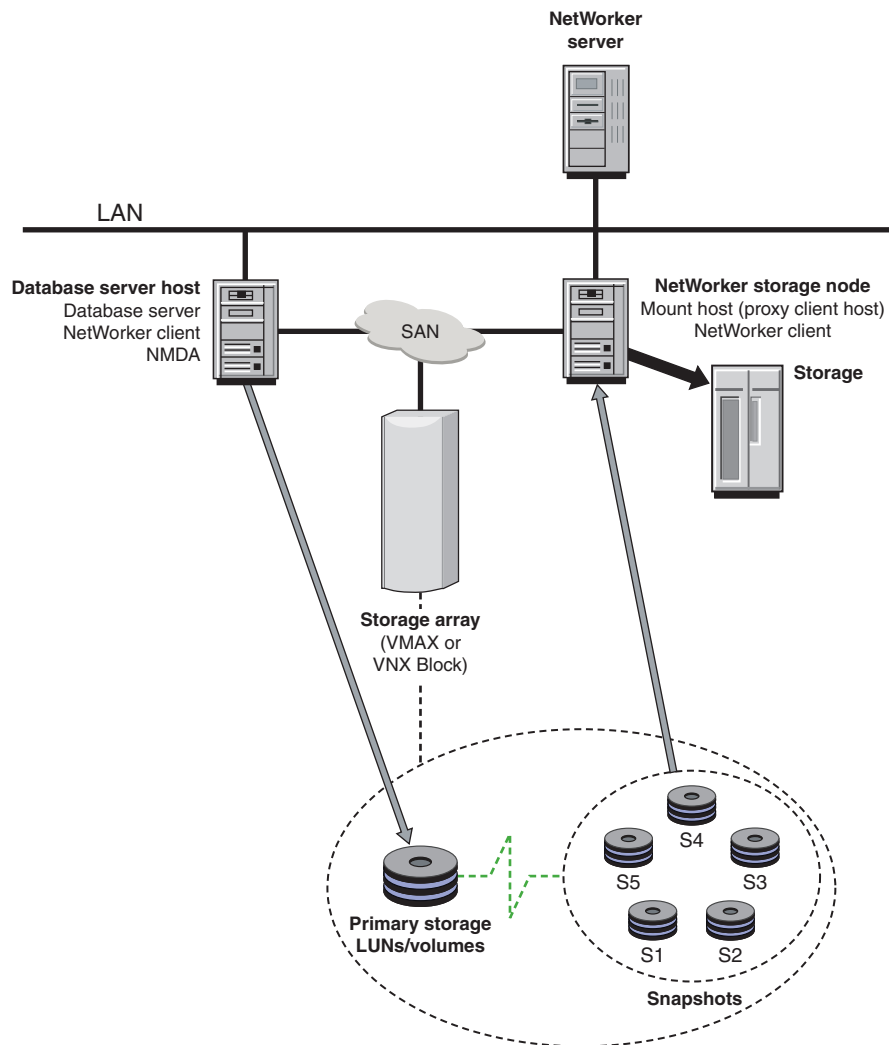 NetWorker
server
LAN
Database server host
Database server
NetWorker client
NMDA
SAN
NetWorker storage node
Mount host (proxy client host)
NetWorker client
Storage
Storage array
(VMAX or
VNX Block)
S4
S5
S3
S1
S2
Primary storage
LUNs/volumes
Snapshots